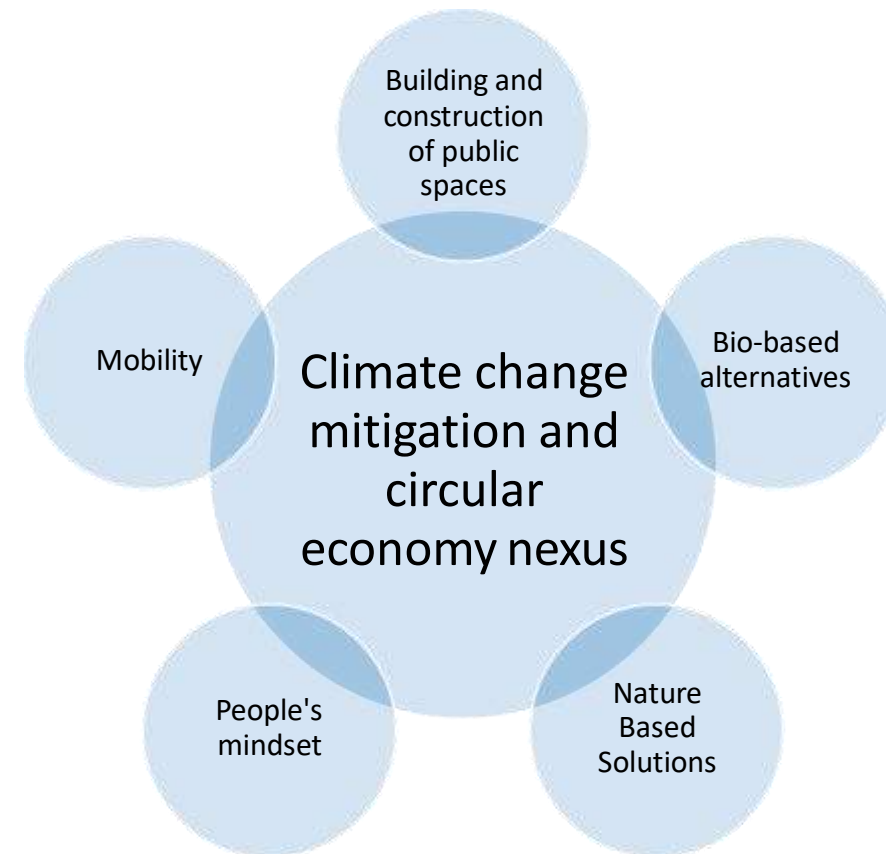 Building and
construction
of public
spaces
Mobility
Climate change
mitigation and
circular
economy nexus
Bio-based
alternatives
People's
mindset
Nature
Based
Solutions